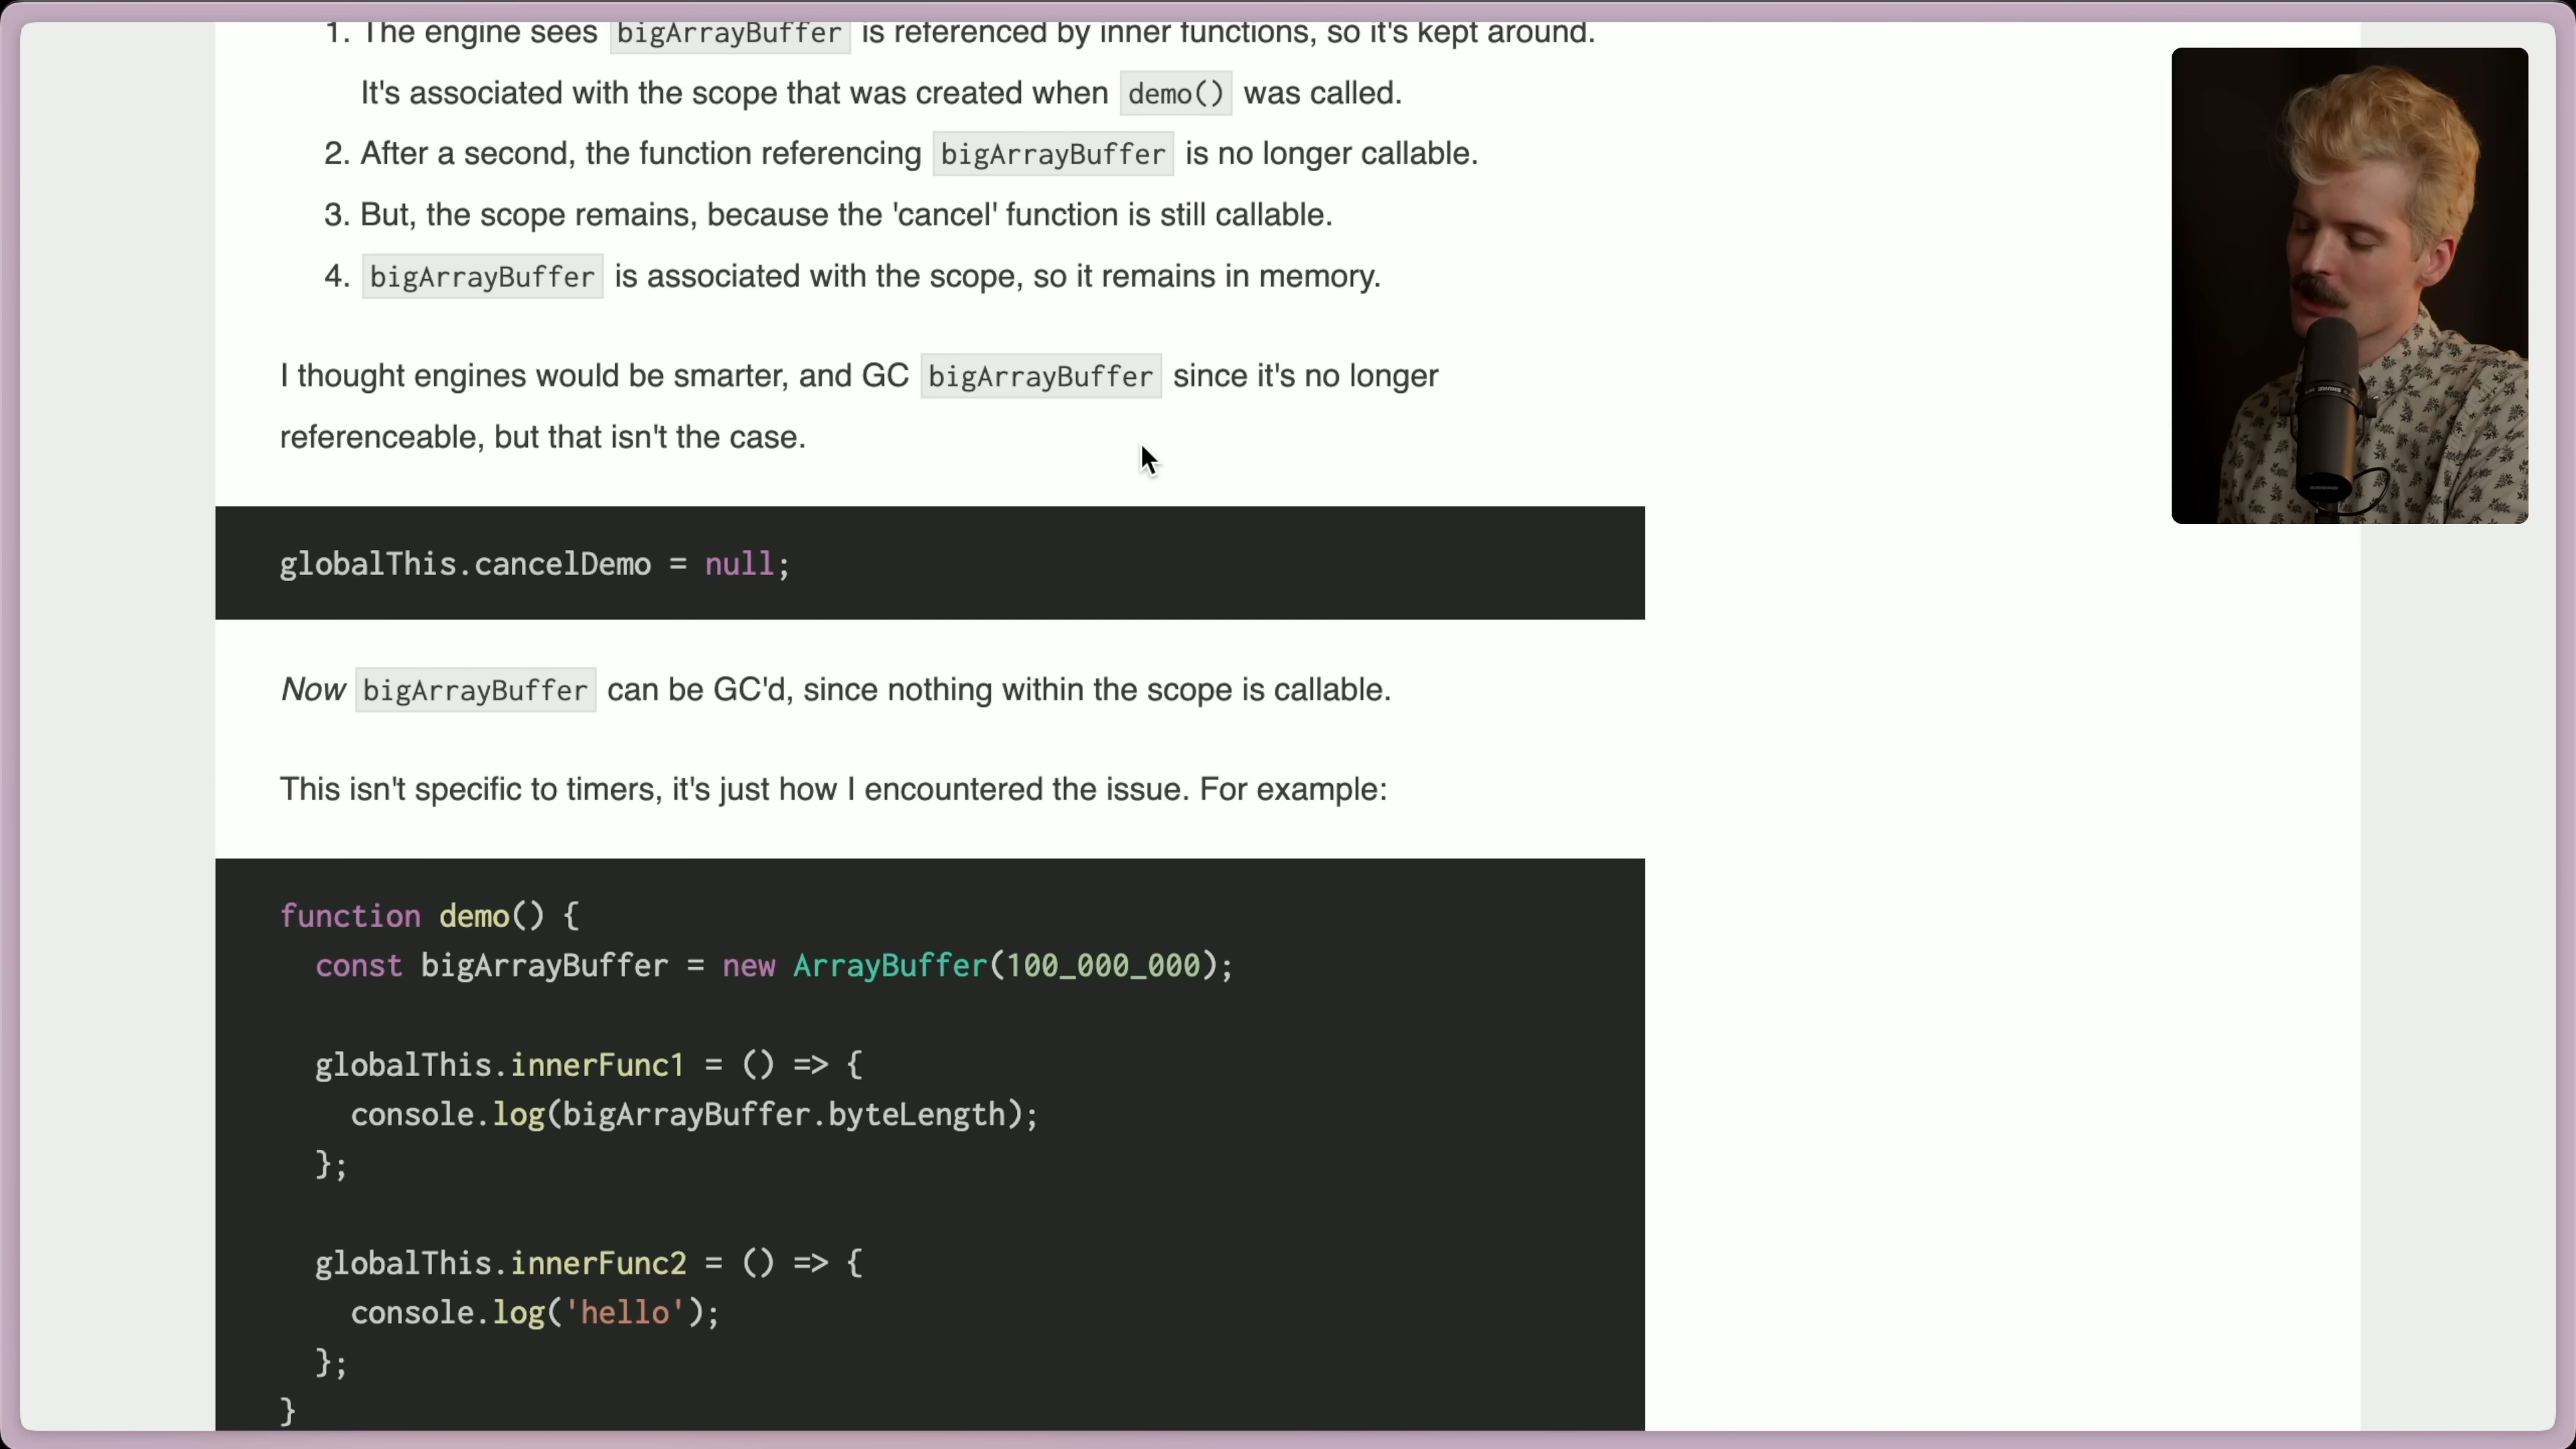 1. The engine sees bigArrayBuffer is referenced by inner functions, so it's kept around.
It's associated with the scope that was created when demo() was called.
2. After a second, the function referencing bigArrayBuffer is no longer callable.
3. But, the scope remains, because the 'cancel' function is still callable.
4. bigArrayBuffer is associated with the scope, so it remains in memory.
I thought engines would be smarter, and GC bigArrayBuffer since it's no longer
referenceable, but that isn't the case.
globalThis.cancelDemo = null;
Now bigArrayBuffer can be GC'd, since nothing within the scope is callable.
This isn't specific to timers, it's just how I encountered the issue. For example:
function demo() {
  const bigArrayBuffer = new ArrayBuffer(100_000_000);
  globalThis.innerFunc1 = () => {
    console.log(bigArrayBuffer.byteLength);
  };
  globalThis.innerFunc2 = () => {
    console.log('hello');
  };
}